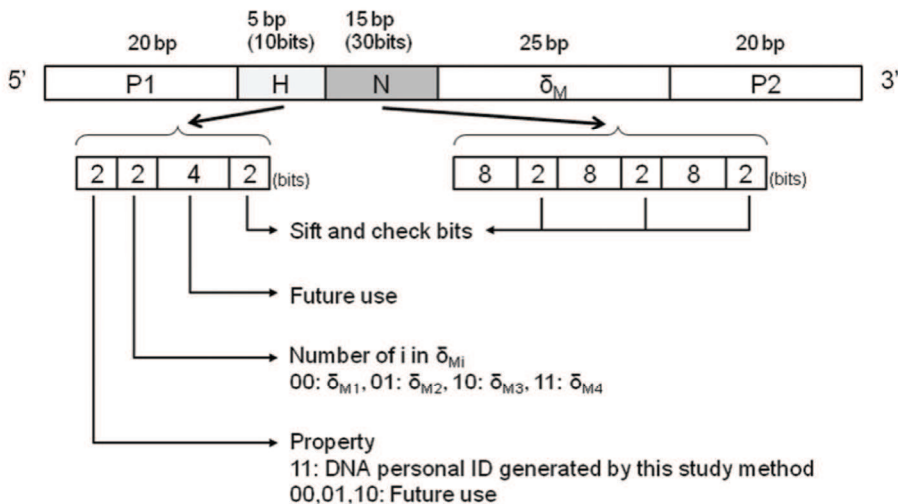 5 bp 15 bp
20 bp (10bits) (30bits) 25 bp 20 bp
5’ P1 H N δM P2 3’
2 2 4 2 (bits) 8 2 8 2 8 2 (bits)
Sift and check bits
Future use
Number of i in δMi
00: δM1, 01: δM2, 10: δM3, 11: δM4
Property
11: DNA personal ID generated by this study method
00,01,10: Future use